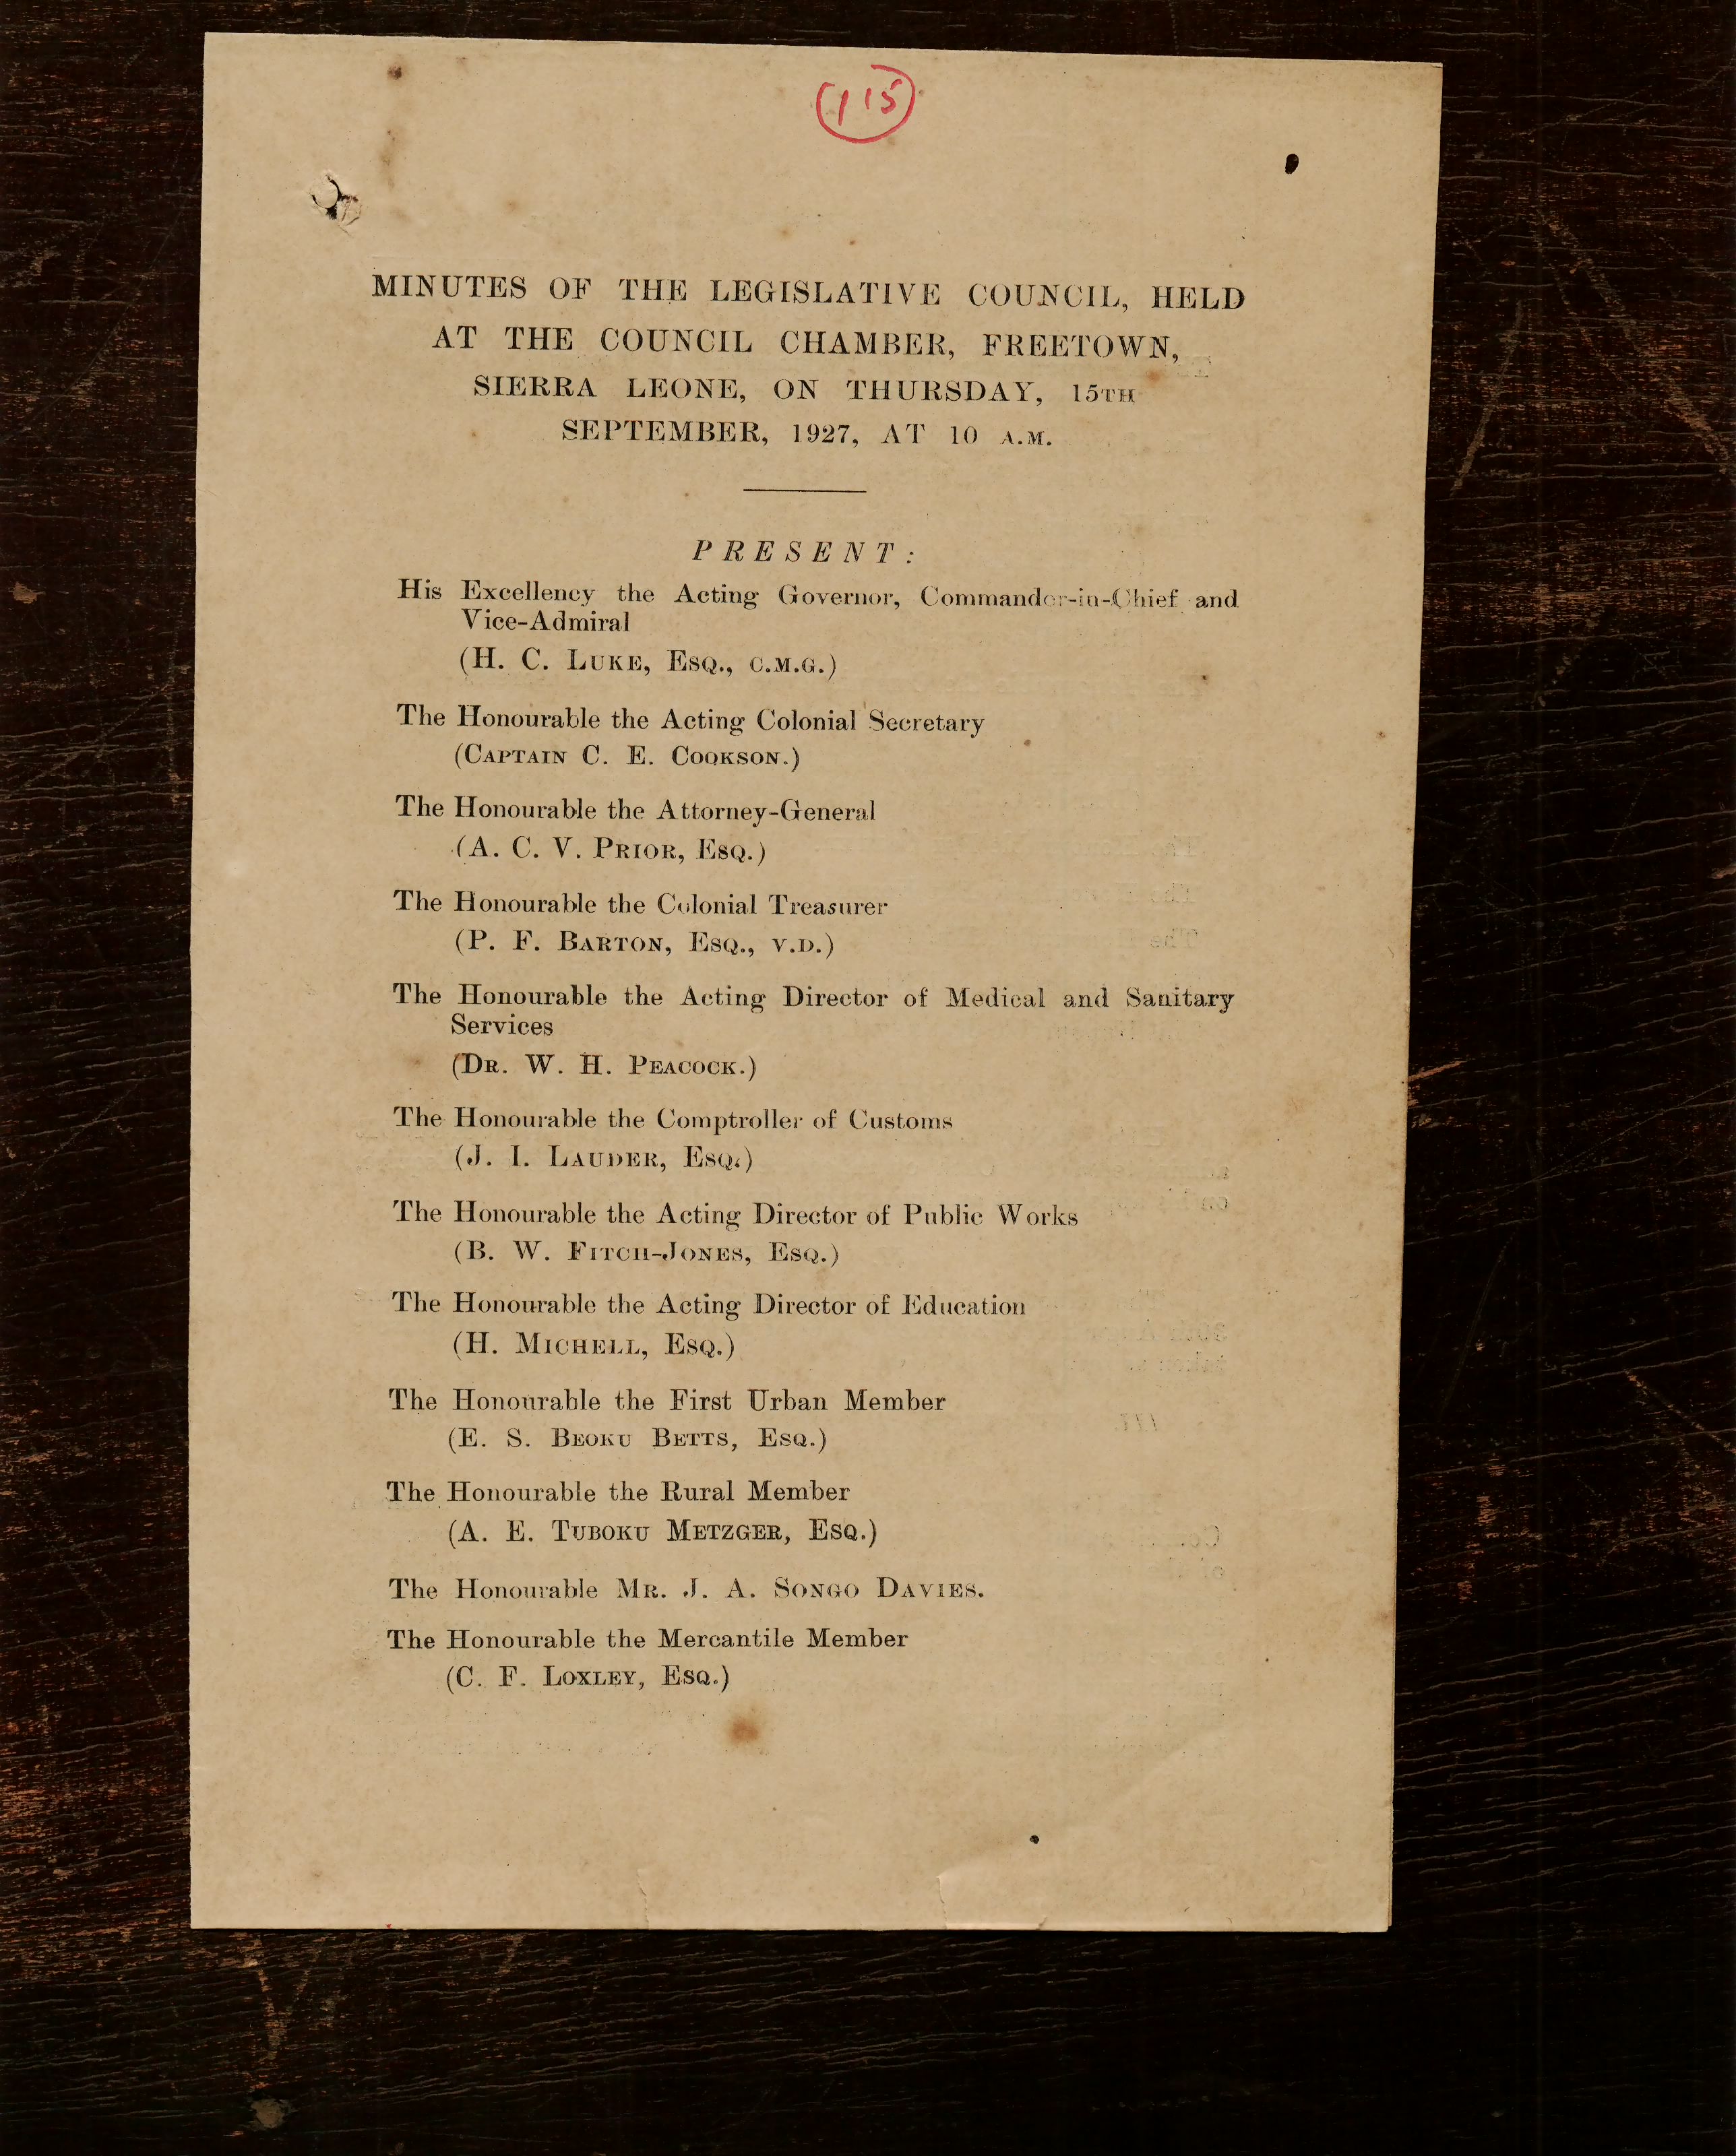 115
MINUTES OF THE LEGISLATIVE COUNCIL, HELD
AT THE COUNCIL CHAMBER, FREETOWN,
SIERRA LEONE, ON THURSDAY, 15TH
SEPTEMBER, 1927, AT 10 A.M.
PRESENT:
His Excellency the Acting Governor, Commander-in-Chief and
Vice-Admiral
(H. C. LUKE, ESQ., C.M.G.)
The Honourable the Acting Colonial Secretary
(CAPTAIN C. E. COOKSON.)
The Honourable the Attorney-General
(A. C. V. PRIOR, ESQ.)
The Honourable the Colonial Treasurer
(P. F. BARTON, ESQ., V.D.)
The Honourable the Acting Director of Medical and Sanitary
Services
(DR. W. H. PEACOCK.)
The Honourable the Comptroller of Customs
(J. I. LAUDER, ESQ.)
The Honourable the Acting Director of Public Works
(B. W. FITCH-JONES, ESQ.)
The Honourable the Acting Director of Education
(H. MICHELL, ESQ.)
The Honourable the First Urban Member
(E. S. BEOKU BETTS, ESQ.)
The Honourable the Rural Member
(A. E. TUBOKU METZGER, ESQ.)
The Honourable MR. J. A. SONGO DAVIES.
The Honourable the Mercantile Member
(C. F. LOXLEY, ESQ.)